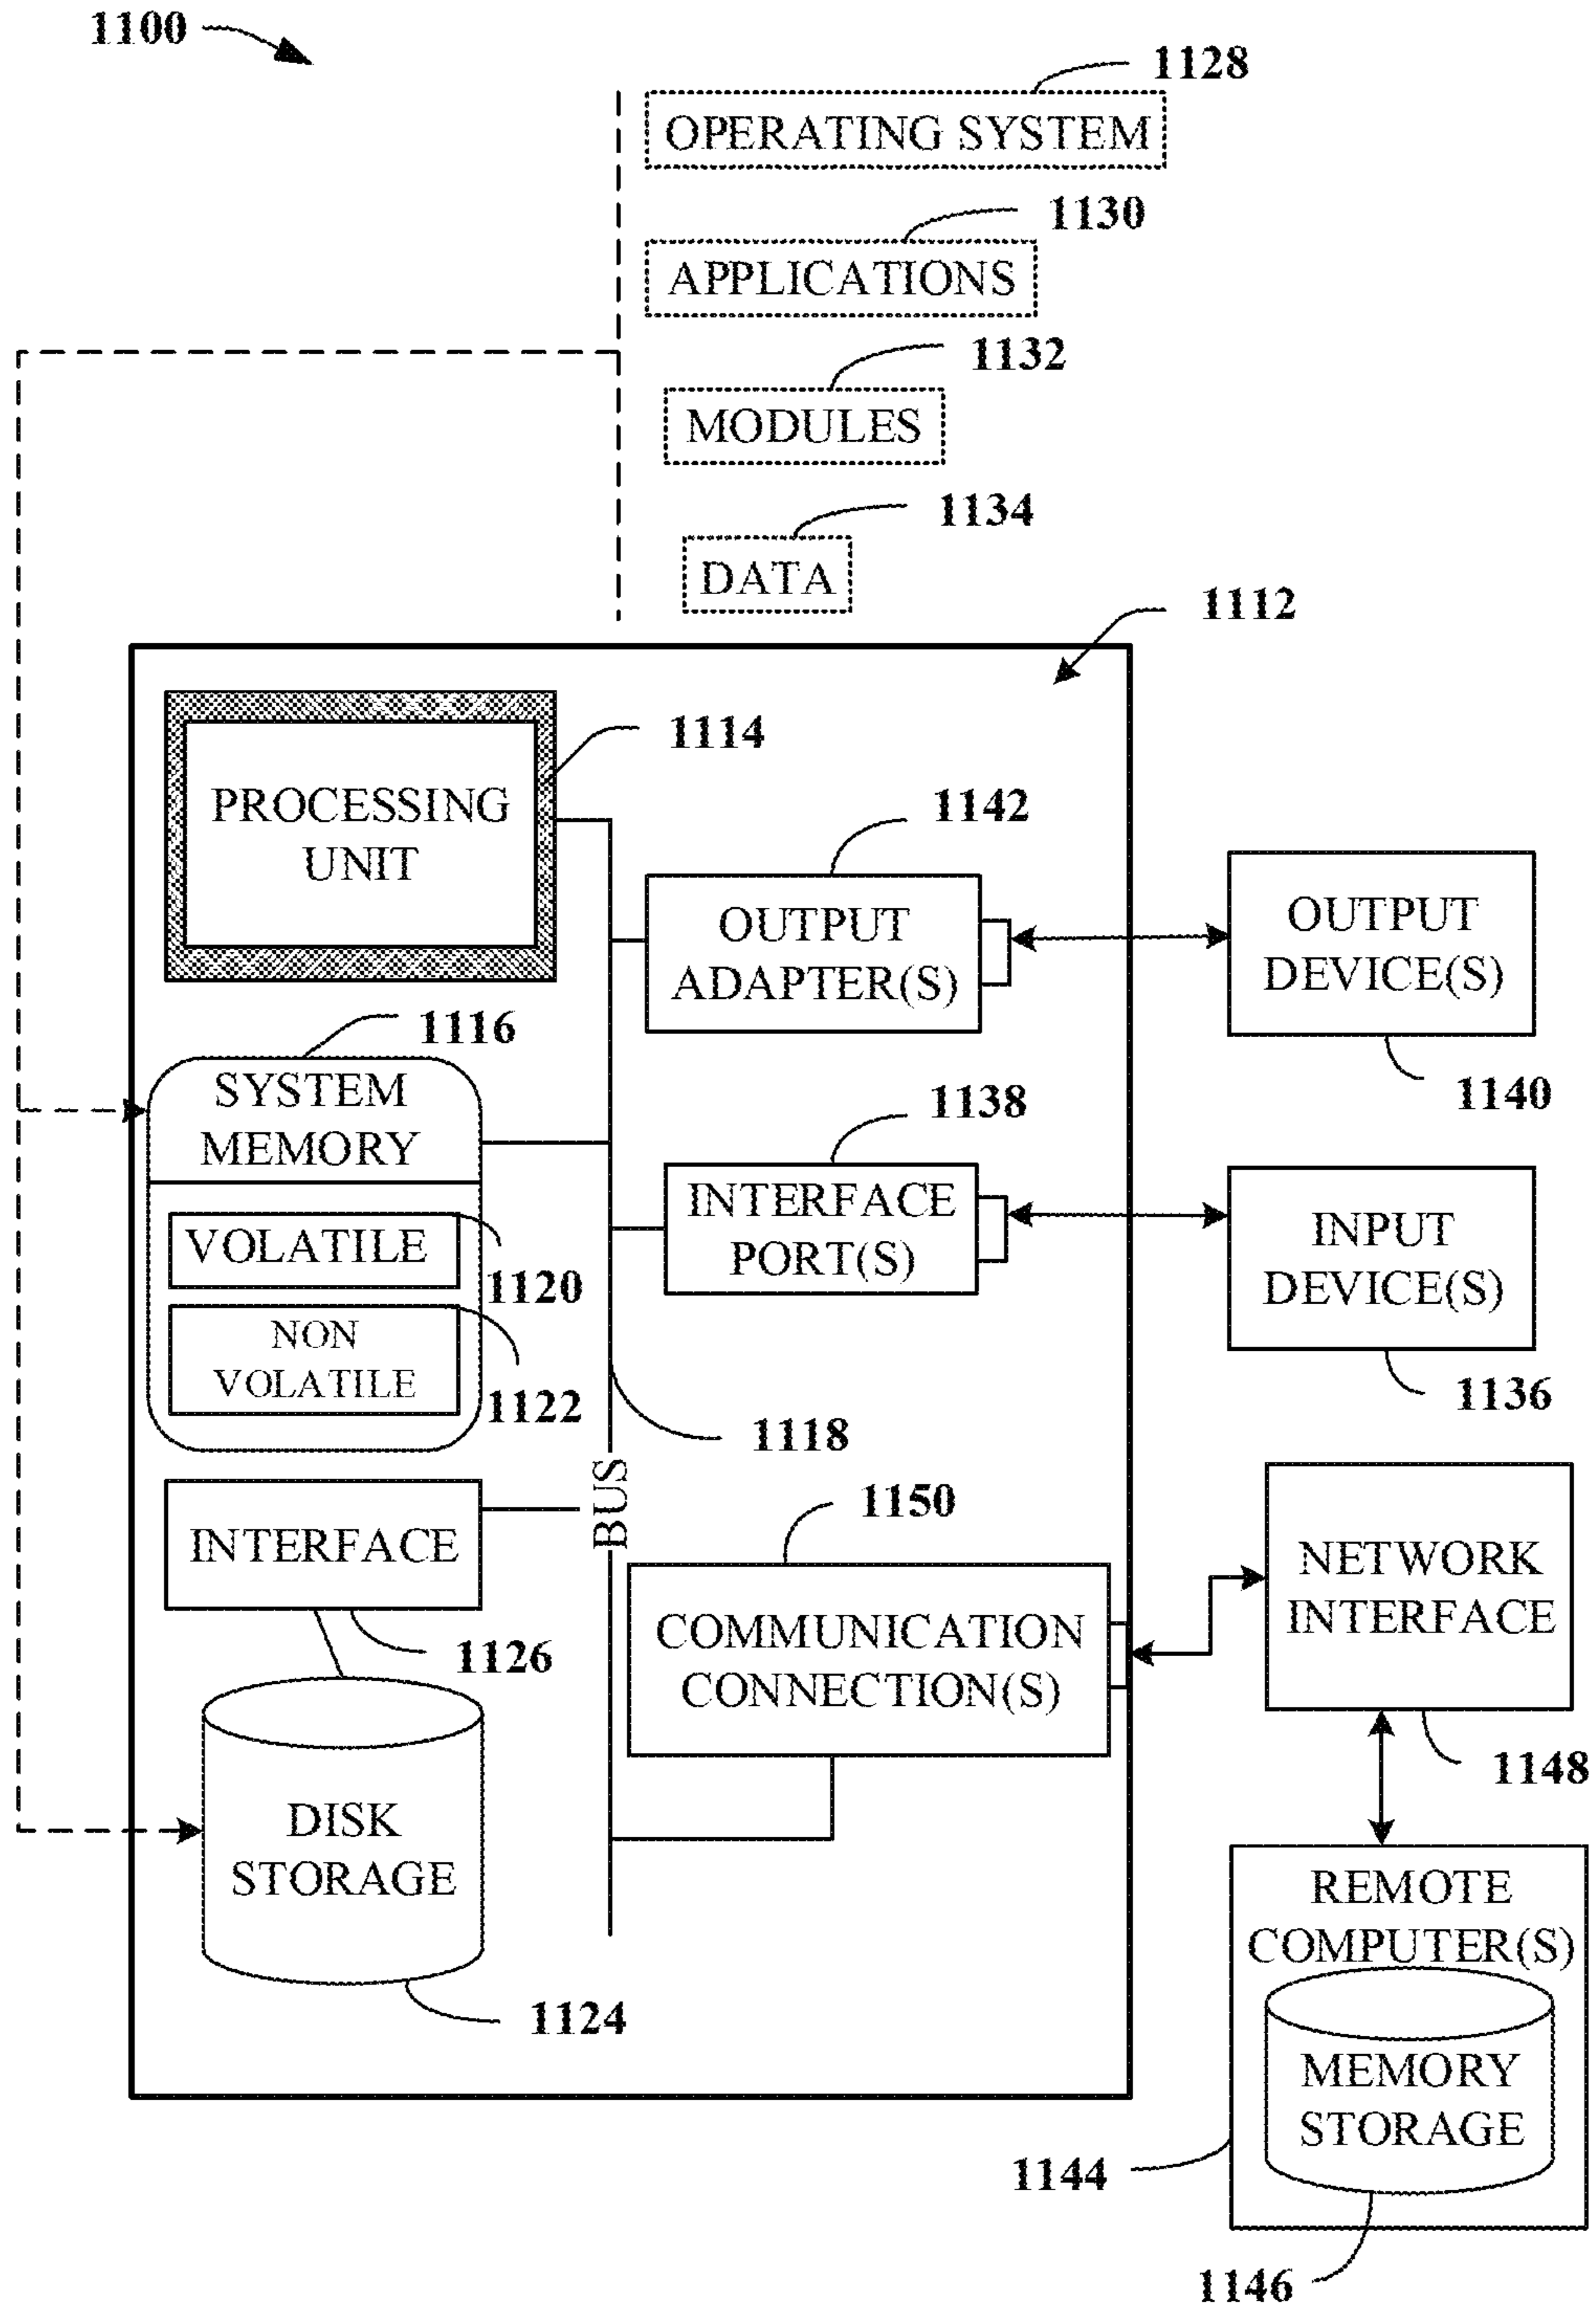 1100
1128
OPERATING SYSTEM
1130
APPLICATIONS
1132
MODULES
1134
DATA
1112
1114
PROCESSING
UNIT
1142
OUTPUT
ADAPTER(S)
OUTPUT
DEVICE(S)
1140
1116
SYSTEM
MEMORY
VOLATILE
1120
NON
VOLATILE
1122
1138
INTERFACE
PORT(S)
INPUT
DEVICE(S)
1136
1118
BUS
INTERFACE
1126
1150
COMMUNICATION
CONNECTION(S)
NETWORK
INTERFACE
1148
DISK
STORAGE
1124
REMOTE
COMPUTER(S)
MEMORY
STORAGE
1144
1146